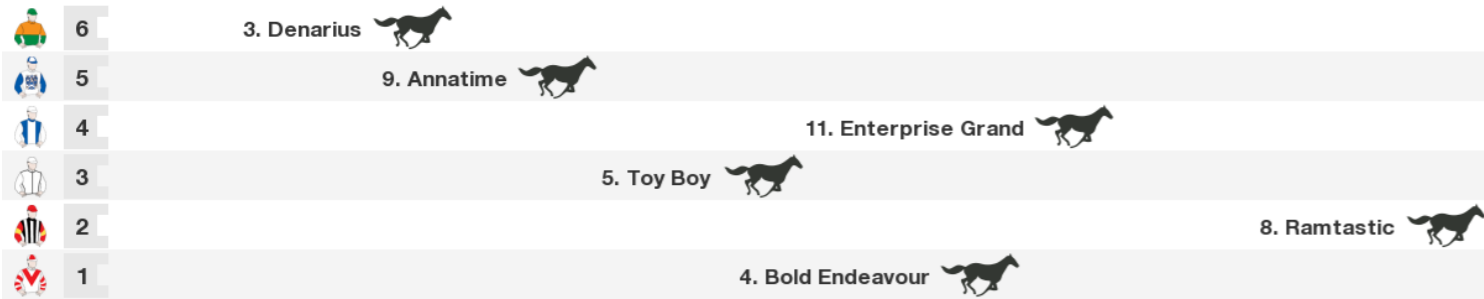 6 3. Denarius
5 9. Annatime
4 11. Enterprise Grand
3 5. Toy Boy
2 8. Ramtastic
1 4. Bold Endeavour